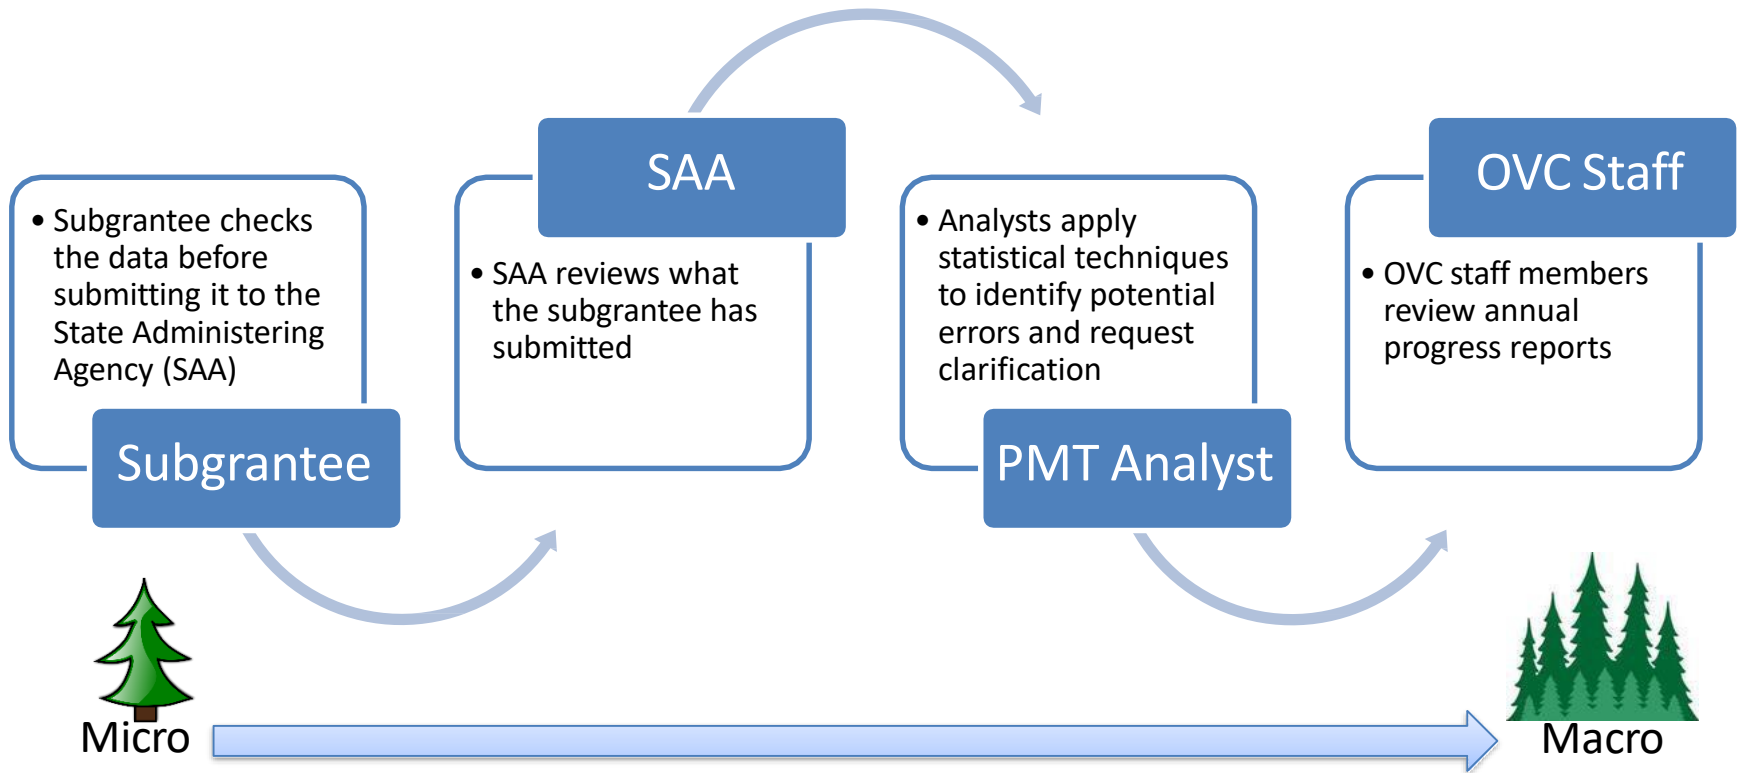 • Subgrantee checks
the data before
submitting it to the
State Administering
Agency (SAA)
Subgrantee
SAA
• SAA reviews what
the subgrantee has
submitted
• Analysts apply
statistical techniques
to identify potential
errors and request
clarification
PMT Analyst
OVC Staff
• OVC staff members
review annual
progress reports
Micro
Macro